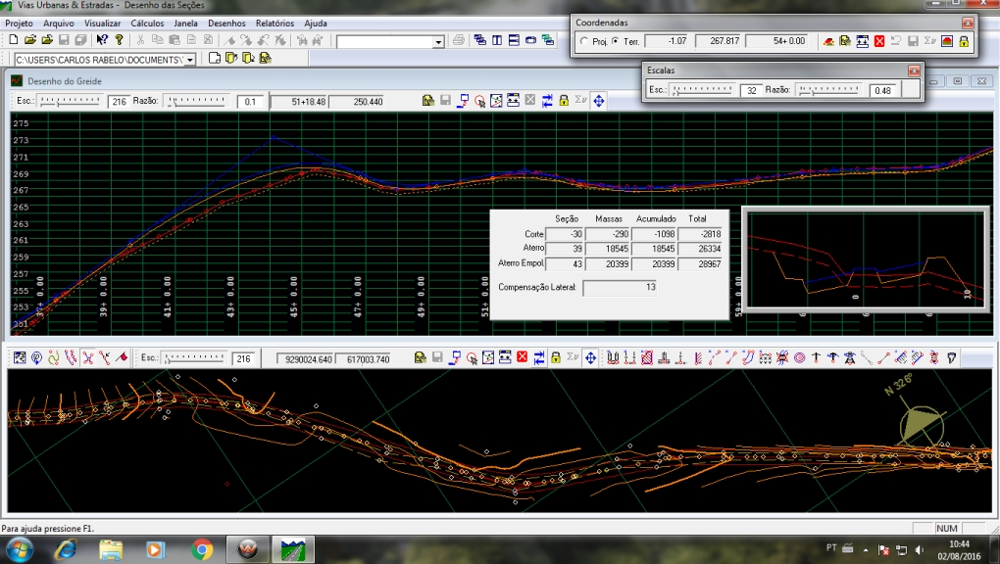 Vias Urbanas & Estradas - Desenho das Seções
Projeto Arquivo Visualizar Cálculos Janela Desenhos Relatórios Ajuda
Coordenadas
Proj. Terr. -1.07 267.817 54+ 0.00
C:\USERS\CARLOS RABELO\DOCUMENTS\
Escalas
Esc.: 32 Razão: 0.48
Desenho do Greide
Esc.: 216 Razão: 0.1 51+18.48 250.440
275
273
271
269
267
265
263
261
259
257
255
253
251
39+ 0.00
41+ 0.00
43+ 0.00
45+ 0.00
47+ 0.00
49+ 0.00
Seção Massas Acumulado Total
Corte -30 -290 -1098 -2818
Aterro 39 18545 18545 26334
Aterro Empol. 43 20399 20399 28967
Compensação Lateral: 13
0
10
Esc.: 216 9290024.640 617003.740
N 326°
Para ajuda pressione F1.
NUM
PT
10:44
02/08/2016